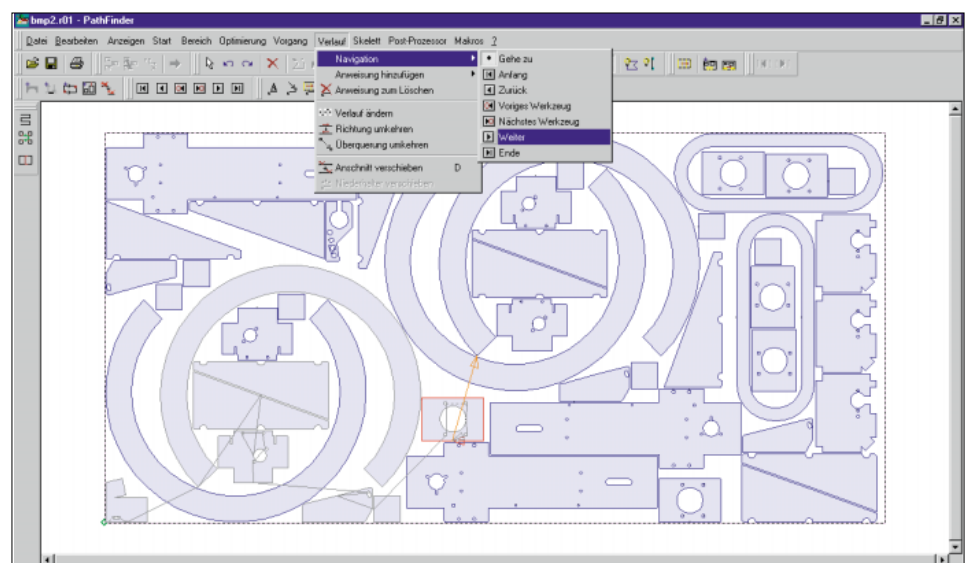 bmp2.r01 - PathFinder
Datei Bearbeiten Anzeigen Start Bereich Optimierung Vorgang Verlauf Skelett Post-Prozessor Makros ?
Navigation
Anweisung hinzufügen
Anweisung zum Löschen
Verlauf ändern
Richtung umkehren
Überquerung umkehren
Anschnitt verschieben D
Niederhalter verschieben
Gehe zu
Anfang
Zurück
Voriges Werkzeug
Nächstes Werkzeug
Weiter
Ende